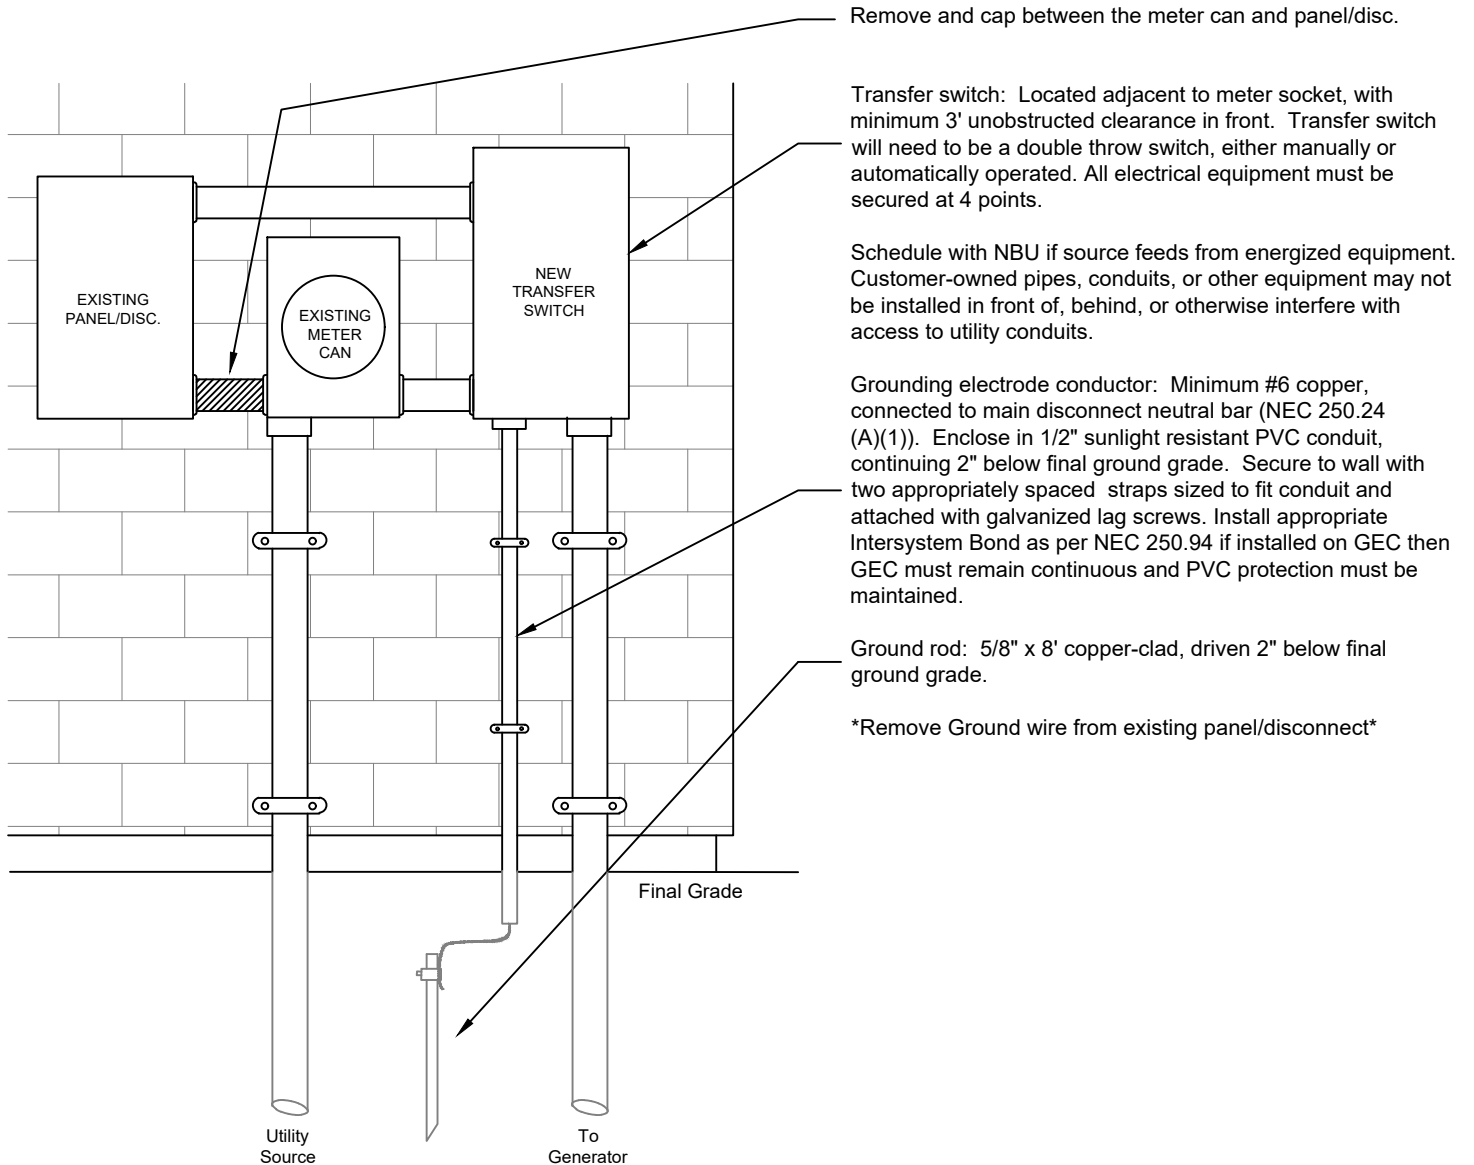 Remove and cap between the meter can and panel/disc.
Transfer switch:  Located adjacent to meter socket, with
minimum 3' unobstructed clearance in front.  Transfer switch
will need to be a double throw switch, either manually or
automatically operated. All electrical equipment must be
secured at 4 points.
Schedule with NBU if source feeds from energized equipment.
Customer-owned pipes, conduits, or other equipment may not
be installed in front of, behind, or otherwise interfere with
access to utility conduits.
Grounding electrode conductor:  Minimum #6 copper,
connected to main disconnect neutral bar (NEC 250.24
(A)(1)).  Enclose in 1/2" sunlight resistant PVC conduit,
continuing 2" below final ground grade.  Secure to wall with
two appropriately spaced  straps sized to fit conduit and
attached with galvanized lag screws. Install appropriate
Intersystem Bond as per NEC 250.94 if installed on GEC then
GEC must remain continuous and PVC protection must be
maintained.
Ground rod:  5/8" x 8' copper-clad, driven 2" below final
ground grade.
*Remove Ground wire from existing panel/disconnect*
EXISTING
PANEL/DISC.
EXISTING
METER
CAN
NEW
TRANSFER
SWITCH
Final Grade
Utility
Source
To
Generator